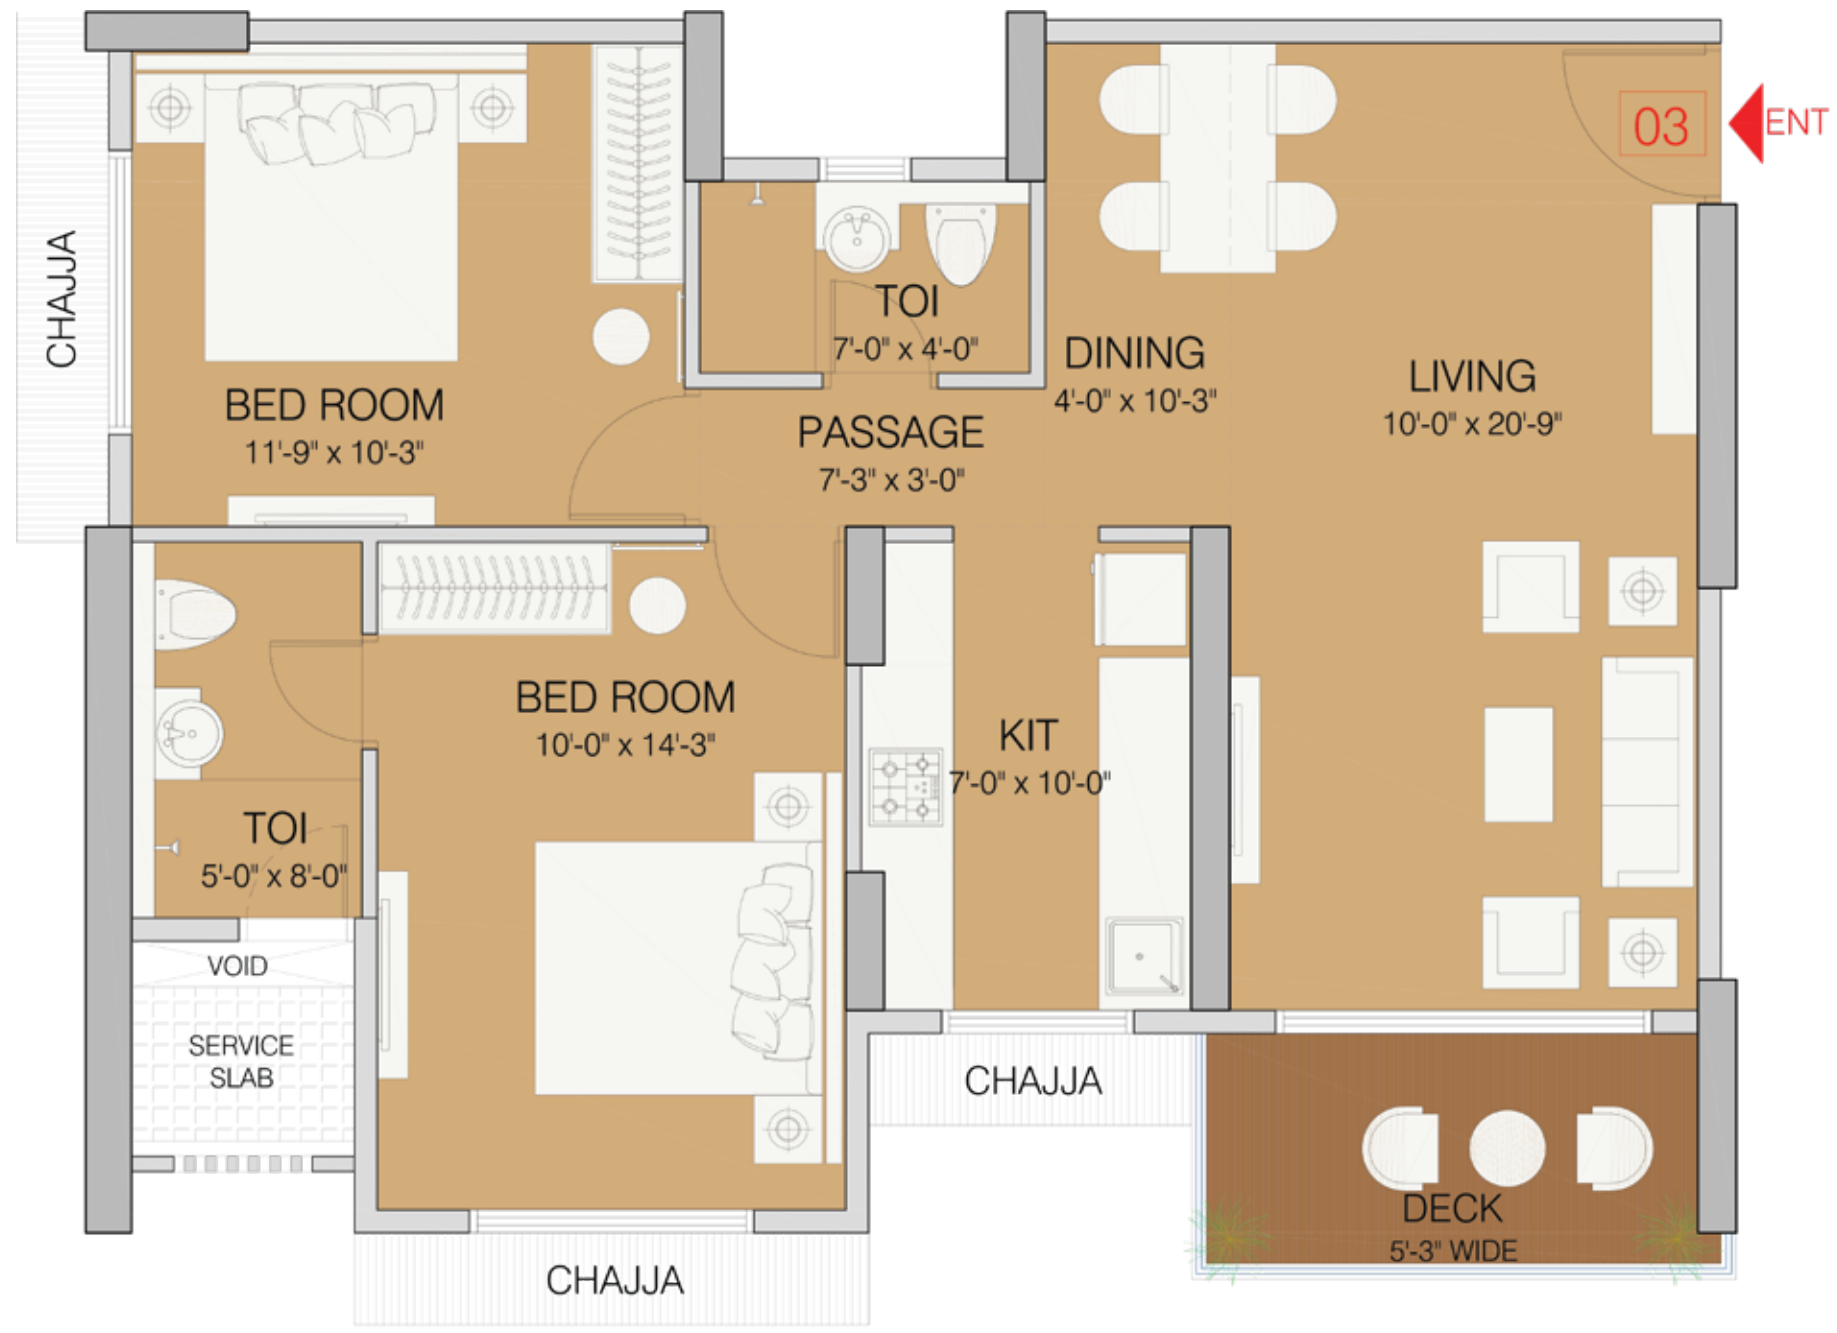 03
ENT
CHAJJA
TOI
7'-0" x 4'-0"
DINING
4'-0" x 10'-3"
LIVING
10'-0" x 20'-9"
BED ROOM
11'-9" x 10'-3"
PASSAGE
7'-3" x 3'-0"
BED ROOM
10'-0" x 14'-3"
KIT
7'-0" x 10'-0"
TOI
5'-0" x 8'-0"
VOID
SERVICE
SLAB
CHAJJA
DECK
5'-3" WIDE
CHAJJA